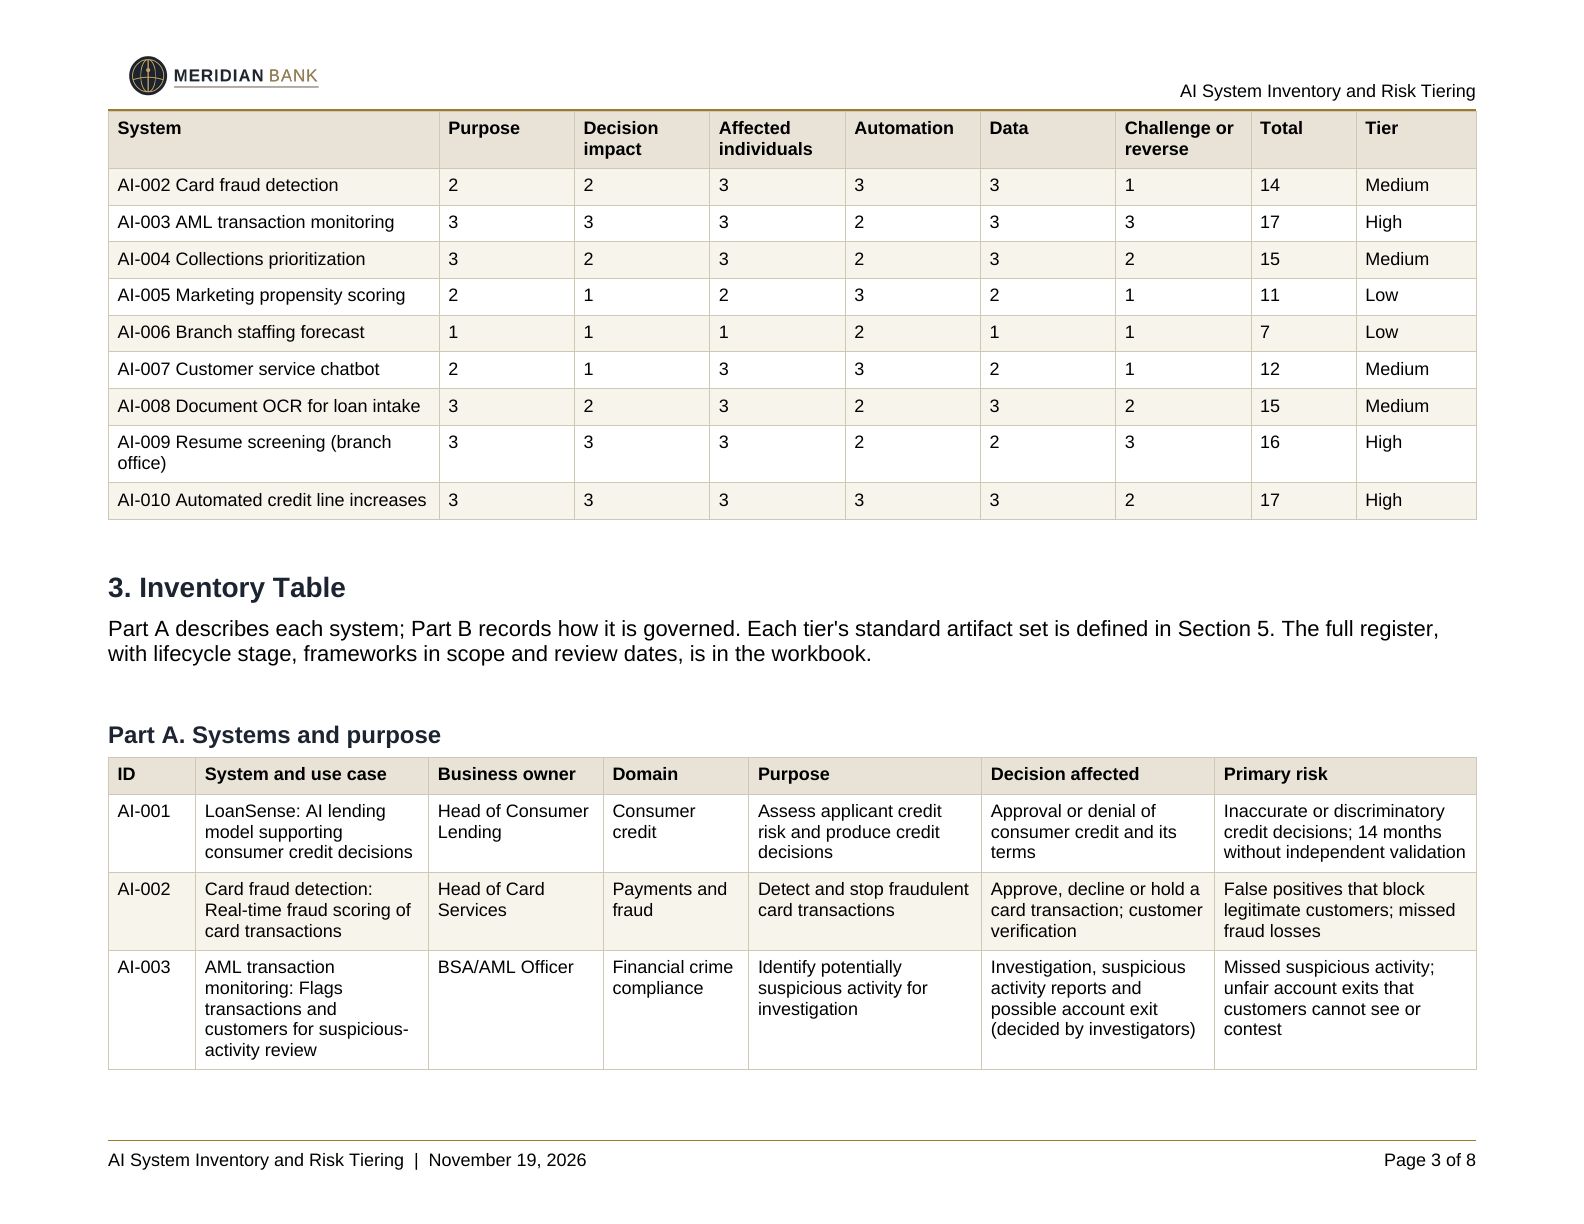 MERIDIAN BANK
AI System Inventory and Risk Tiering
System Purpose Decision impact Affected individuals Automation Data Challenge or reverse Total Tier
AI-002 Card fraud detection 2 2 3 3 3 1 14 Medium
AI-003 AML transaction monitoring 3 3 3 2 3 3 17 High
AI-004 Collections prioritization 3 2 3 2 3 2 15 Medium
AI-005 Marketing propensity scoring 2 1 2 3 2 1 11 Low
AI-006 Branch staffing forecast 1 1 1 2 1 1 7 Low
AI-007 Customer service chatbot 2 1 3 3 2 1 12 Medium
AI-008 Document OCR for loan intake 3 2 3 2 3 2 15 Medium
AI-009 Resume screening (branch office) 3 3 3 2 2 3 16 High
AI-010 Automated credit line increases 3 3 3 3 3 2 17 High
3. Inventory Table
Part A describes each system; Part B records how it is governed. Each tier's standard artifact set is defined in Section 5. The full register,
with lifecycle stage, frameworks in scope and review dates, is in the workbook.
Part A. Systems and purpose
ID System and use case Business owner Domain Purpose Decision affected Primary risk
AI-001 LoanSense: AI lending model supporting consumer credit decisions Head of Consumer Lending Consumer credit Assess applicant credit risk and produce credit decisions Approval or denial of consumer credit and its terms Inaccurate or discriminatory credit decisions; 14 months without independent validation
AI-002 Card fraud detection: Real-time fraud scoring of card transactions Head of Card Services Payments and fraud Detect and stop fraudulent card transactions Approve, decline or hold a card transaction; customer verification False positives that block legitimate customers; missed fraud losses
AI-003 AML transaction monitoring: Flags transactions and customers for suspicious-activity review BSA/AML Officer Financial crime compliance Identify potentially suspicious activity for investigation Investigation, suspicious activity reports and possible account exit (decided by investigators) Missed suspicious activity; unfair account exits that customers cannot see or contest
AI System Inventory and Risk Tiering | November 19, 2026
Page 3 of 8